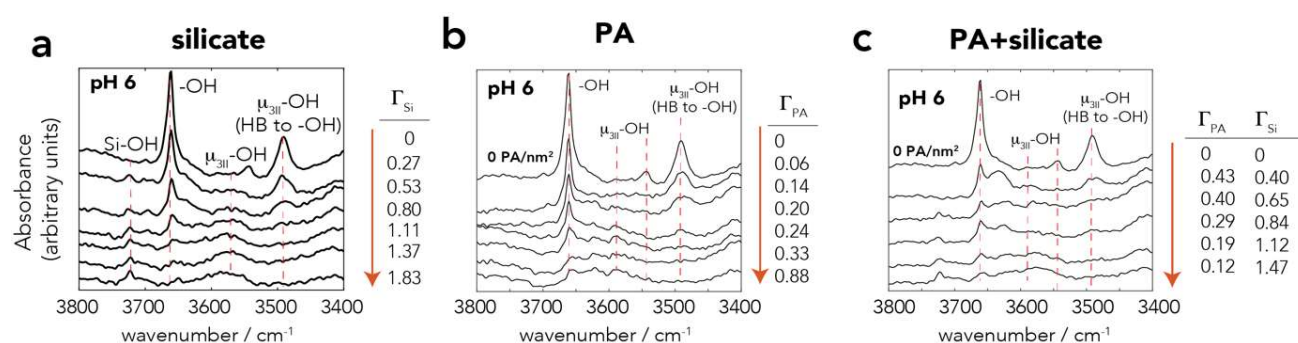 a
silicate
pH 6
-OH
Si-OH
μ3II-OH
μ3II-OH
(HB to -OH)
Absorbance
(arbitrary units)
3800 3700 3600 3500 3400
wavenumber / cm-1
ΓSi
0
0.27
0.53
0.80
1.11
1.37
1.83
b
PA
pH 6
-OH
μ3II-OH
μ3II-OH
(HB to -OH)
0 PA/nm²
3800 3700 3600 3500 3400
wavenumber / cm-1
ΓPA
0
0.06
0.14
0.20
0.24
0.33
0.88
c
PA+silicate
pH 6
-OH
μ3II-OH
μ3II-OH
(HB to -OH)
0 PA/nm²
3800 3700 3600 3500 3400
wavenumber / cm-1
ΓPA ΓSi
0 0
0.43 0.40
0.40 0.65
0.29 0.84
0.19 1.12
0.12 1.47